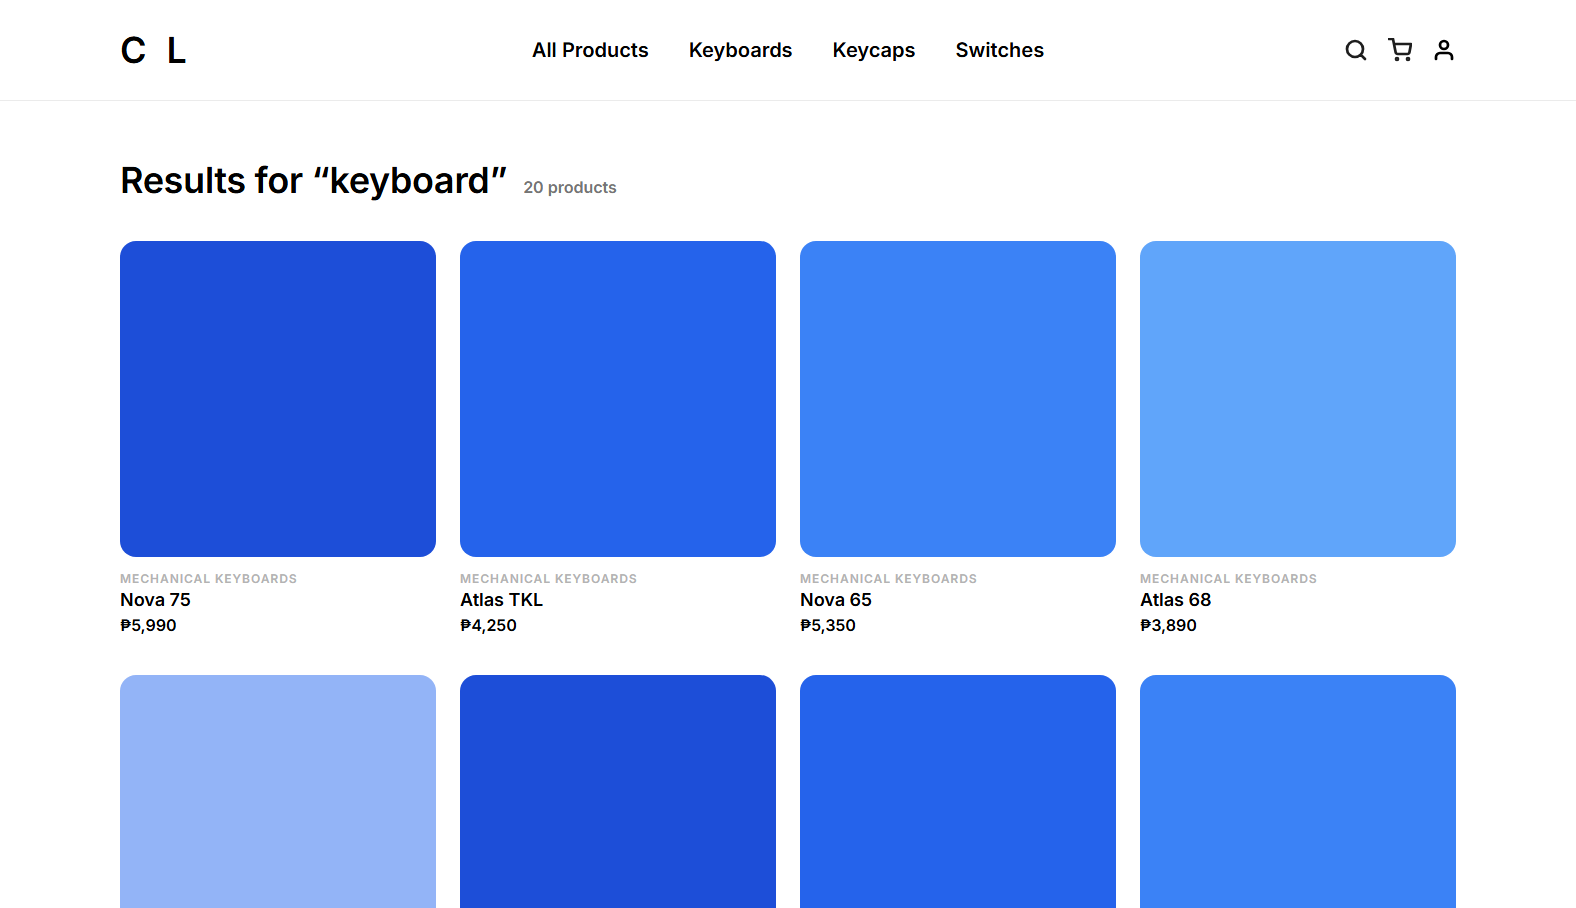 C L
All Products Keyboards Keycaps Switches
Results for “keyboard” 20 products
MECHANICAL KEYBOARDS
Nova 75
₱5,990
MECHANICAL KEYBOARDS
Atlas TKL
₱4,250
MECHANICAL KEYBOARDS
Nova 65
₱5,350
MECHANICAL KEYBOARDS
Atlas 68
₱3,890